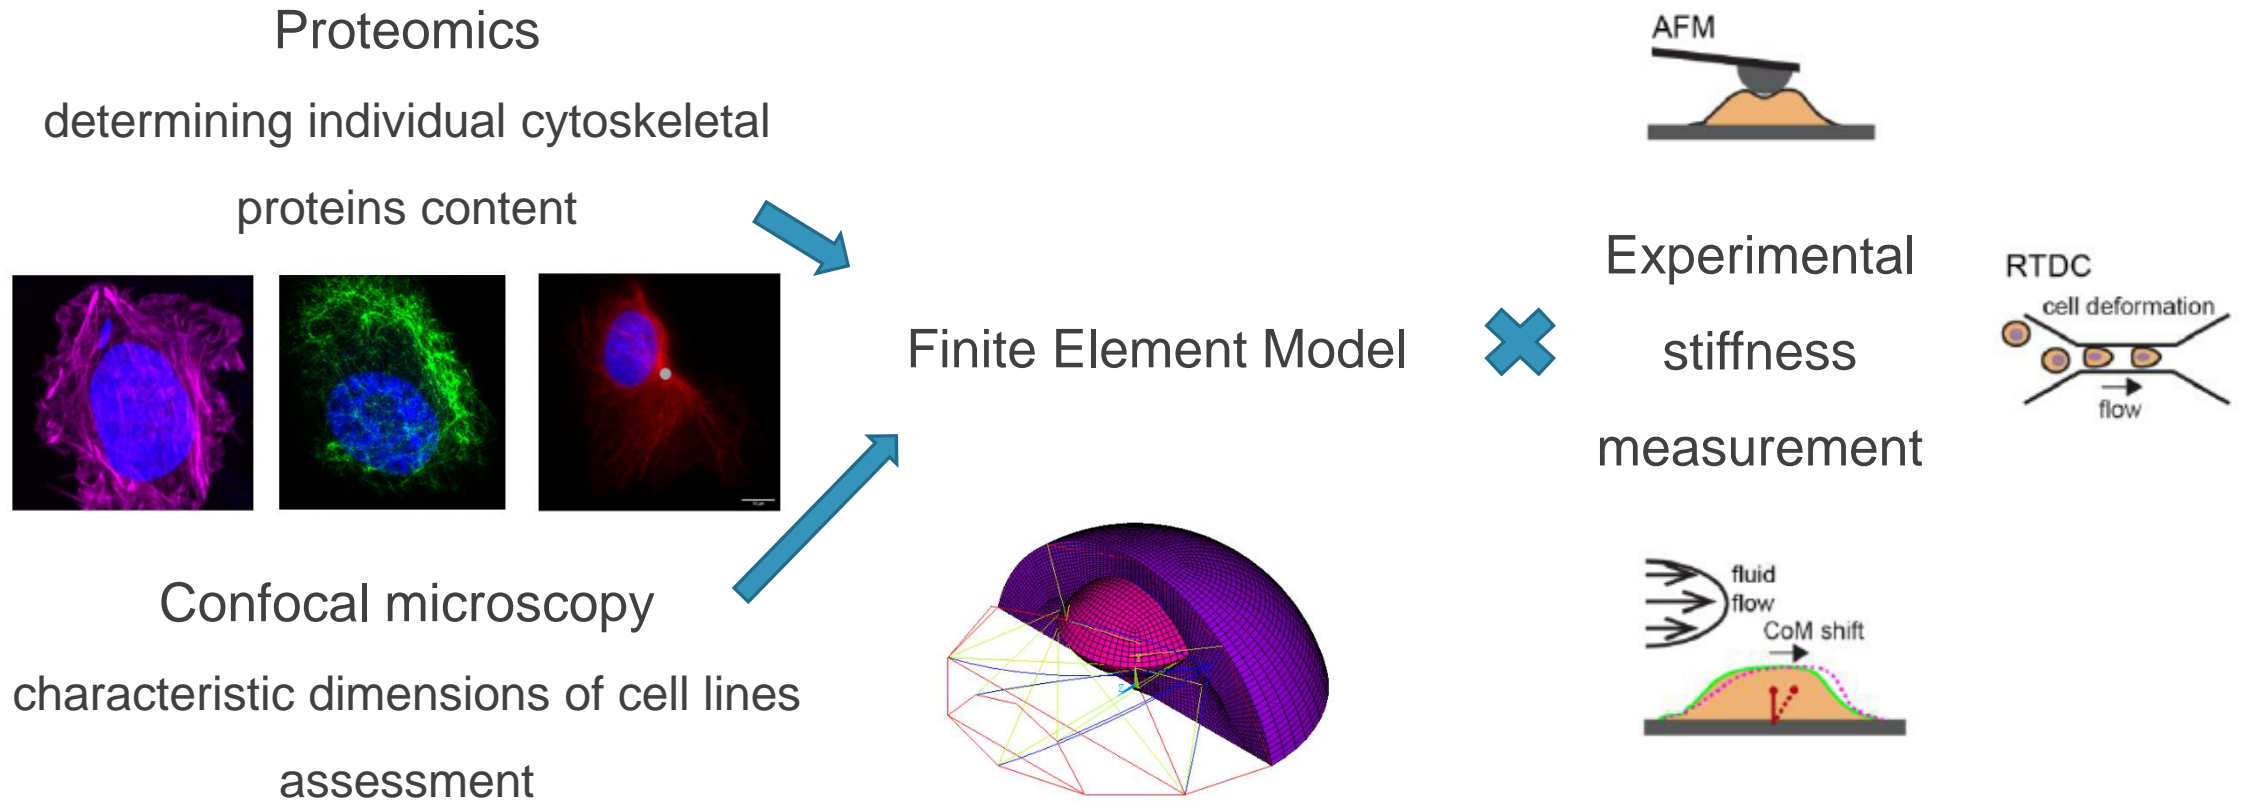 Proteomics
determining individual cytoskeletal
proteins content
Confocal microscopy
characteristic dimensions of cell lines
assessment
Finite Element Model
Experimental
stiffness
measurement
AFM
RTDC
cell deformation
flow
fluid
flow
CoM shift
Y
Z